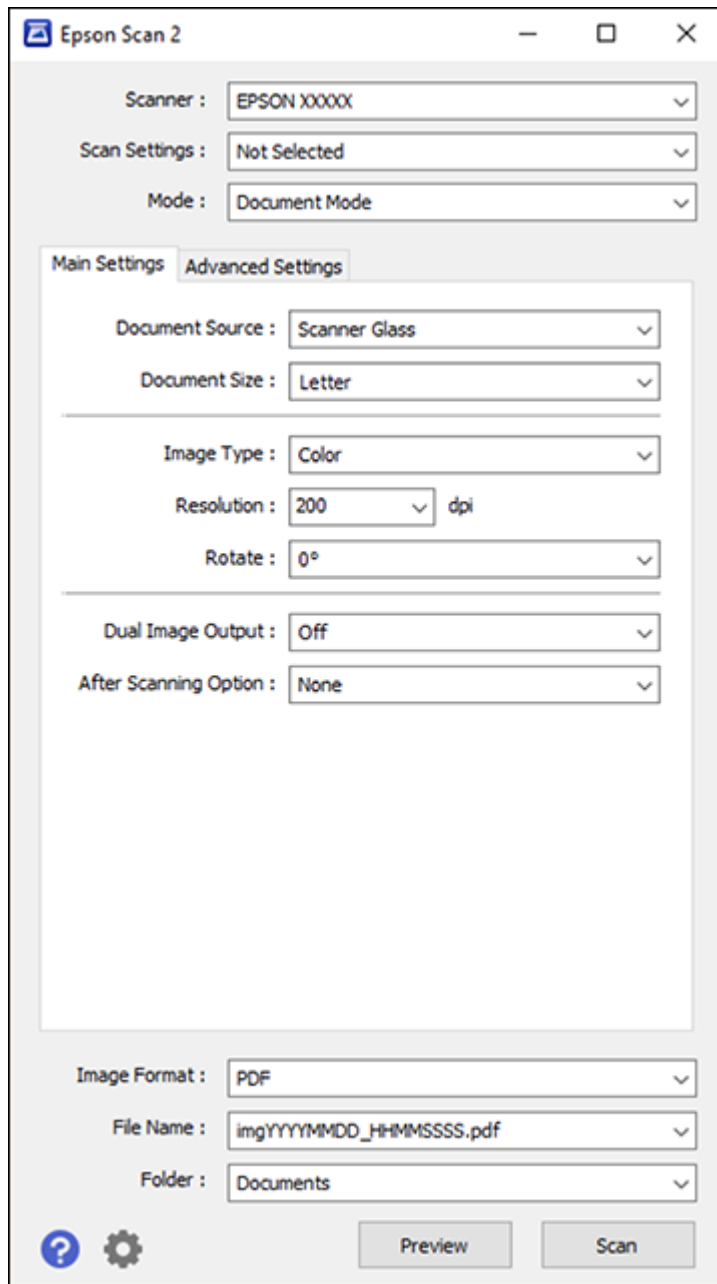 Epson Scan 2
Scanner : EPSON XXXXX
Scan Settings : Not Selected
Mode : Document Mode
Main Settings Advanced Settings
Document Source : Scanner Glass
Document Size : Letter
Image Type : Color
Resolution : 200 dpi
Rotate : 0°
Dual Image Output : Off
After Scanning Option : None
Image Format : PDF
File Name : imgYYYYMMDD_HHMMSSSS.pdf
Folder : Documents
? Preview Scan